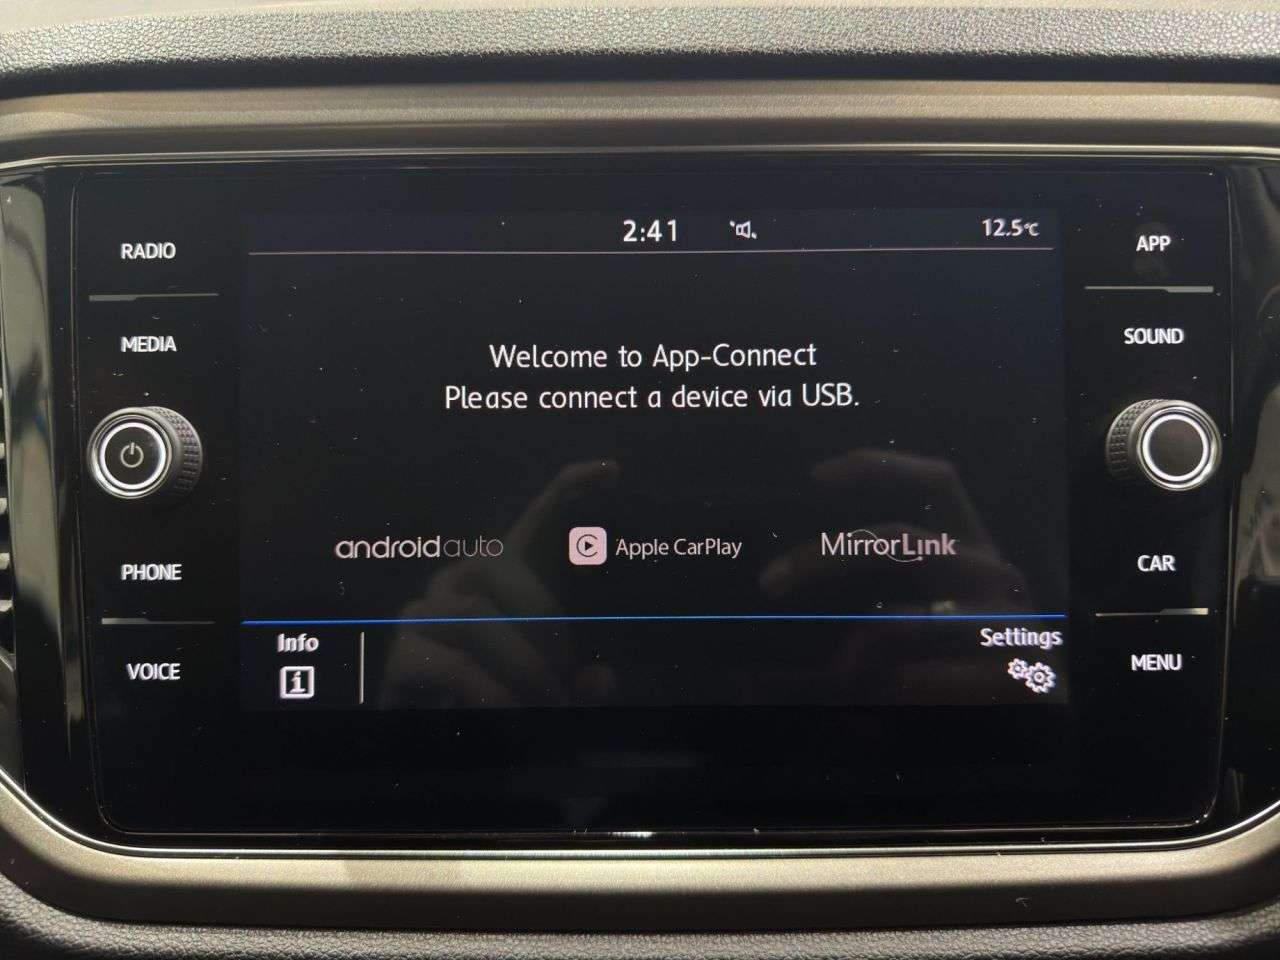 2:41
12.5°C
RADIO
APP
MEDIA
SOUND
Welcome to App-Connect
Please connect a device via USB.
androidauto
Apple CarPlay
MirrorLink
PHONE
CAR
Info
Settings
VOICE
MENU